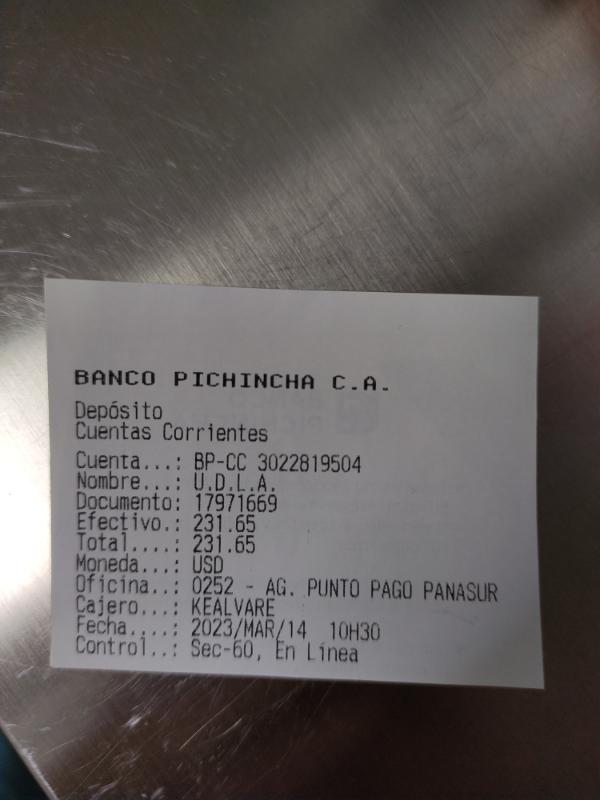 BANCO PICHINCHA C.A.
Depósito
Cuentas Corrientes
Cuenta...: BP-CC 3022819504
Nombre...: U.D.L.A.
Documento: 17971669
Efectivo.: 231.65
Total....: 231.65
Moneda...: USD
Oficina..: 0252 - AG. PUNTO PAGO PANASUR
Cajero...: KEALVARE
Fecha....: 2023/MAR/14 10H30
Control..: Sec-60, En Línea